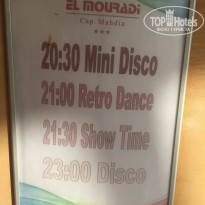 EL MOURADI
Cap Mahdia
★★★
TOP HOTELS
20:30 Mini Disco
21:00 Retro Dance
21:30 Show Time
23:00 Disco